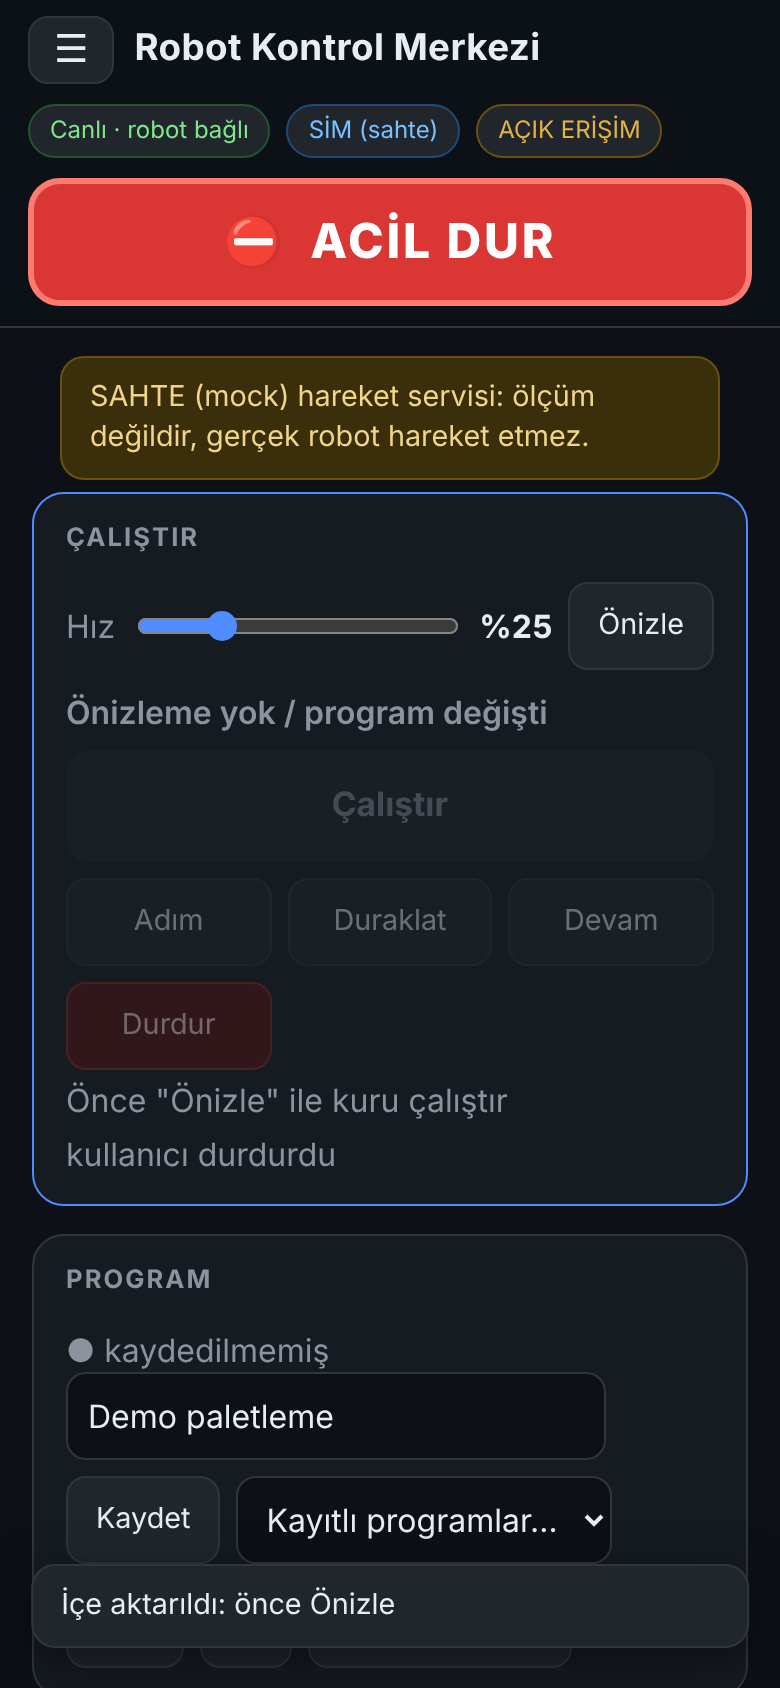 ☰ Robot Kontrol Merkezi
Canlı · robot bağlı SİM (sahte) AÇIK ERİŞİM
⛔ ACİL DUR
SAHTE (mock) hareket servisi: ölçüm
değildir, gerçek robot hareket etmez.
ÇALIŞTIR
Hız %25 Önizle
Önizleme yok / program değişti
Çalıştır
Adım Duraklat Devam
Durdur
Önce "Önizle" ile kuru çalıştır
kullanıcı durdurdu
PROGRAM
● kaydedilmemiş
Demo paletleme
Kaydet Kayıtlı programlar...
İçe aktarıldı: önce Önizle